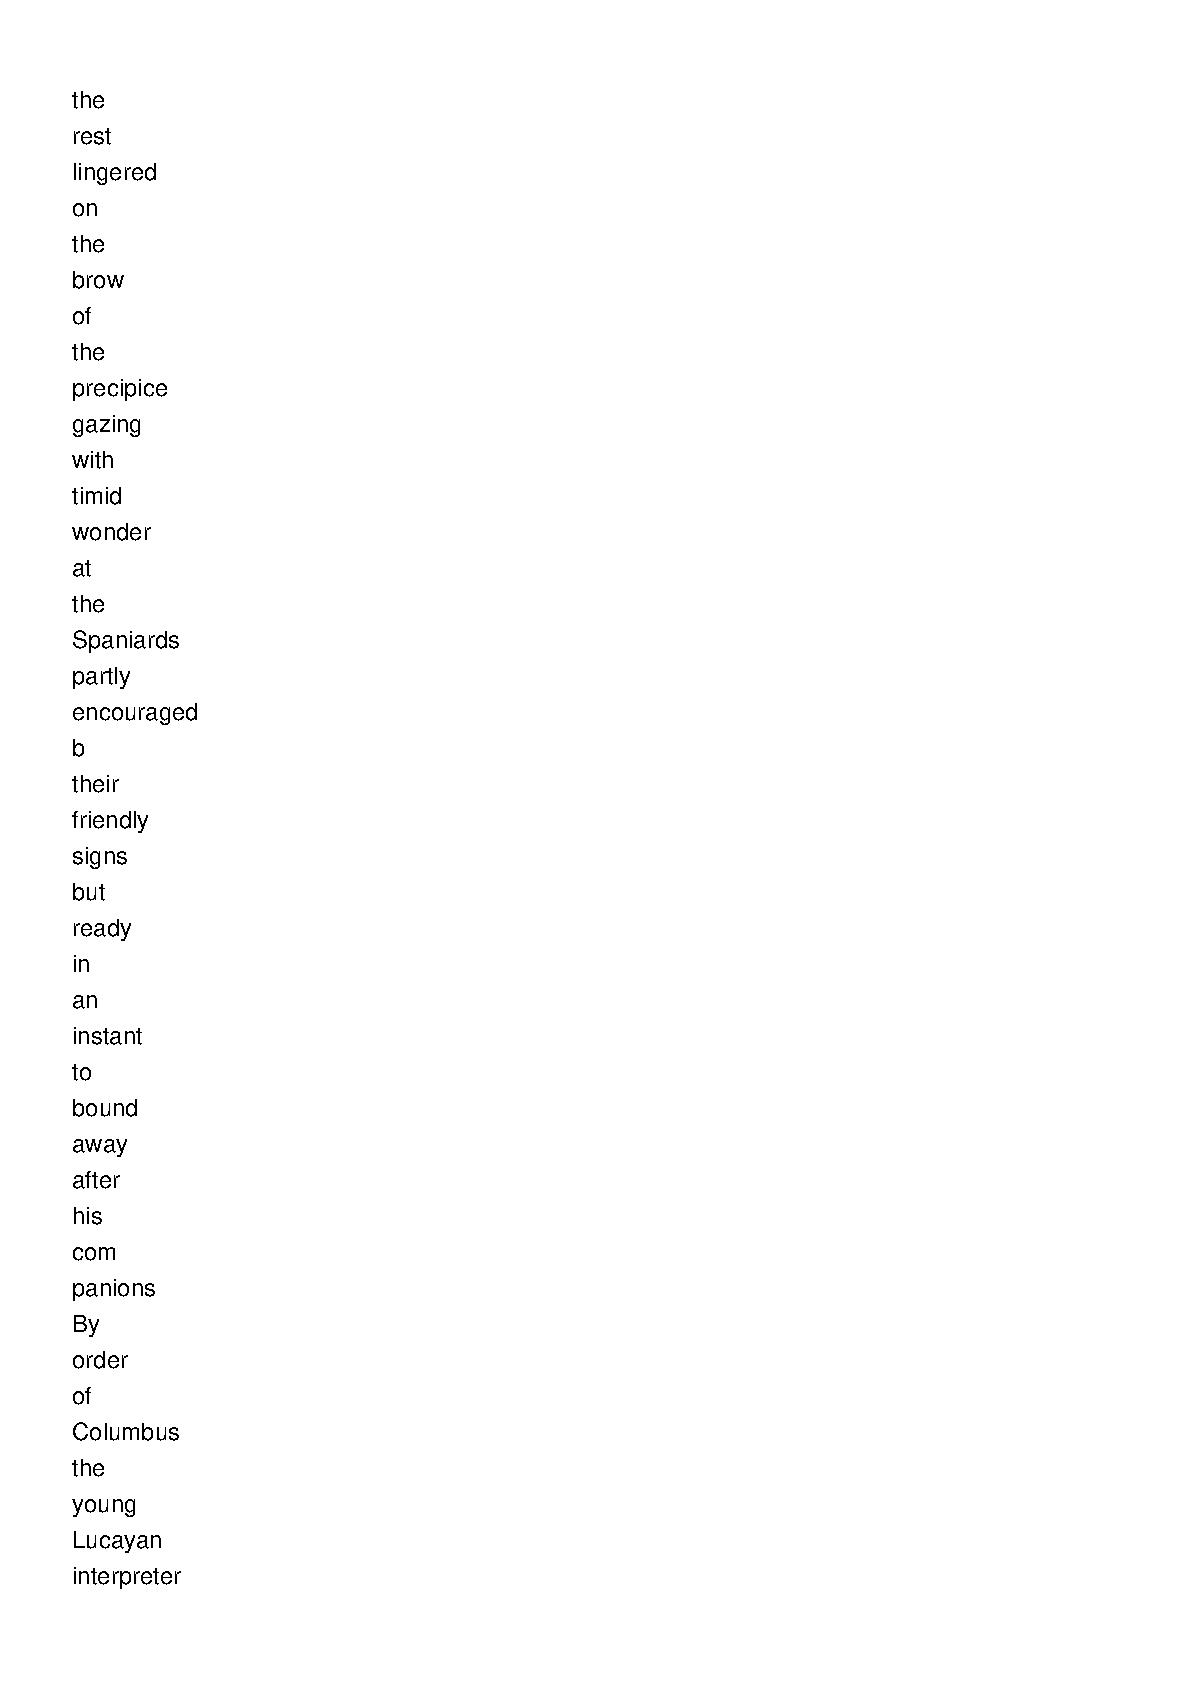 the
rest
lingered
on
the
brow
of
the
precipice
gazing
with
timid
wonder
at
the
Spaniards
partly
encouraged
b
their
friendly
signs
but
ready
in
an
instant
to
bound
away
after
his
com
panions
By
order
of
Columbus
the
young
Lucayan
interpreter